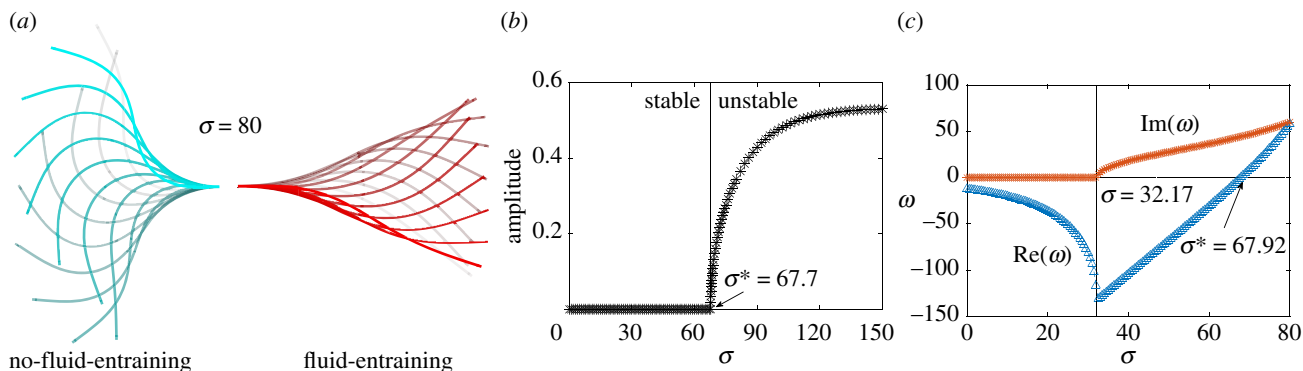 (a)
σ = 80
no-fluid-entraining
fluid-entraining
(b)
0.6
0.4
0.2
amplitude
stable
unstable
σ* = 67.7
0
30
60
90
120
150
σ
(c)
100
50
0
−50
−100
−150
ω
Im(ω)
σ = 32.17
σ* = 67.92
Re(ω)
0
20
40
60
80
σ